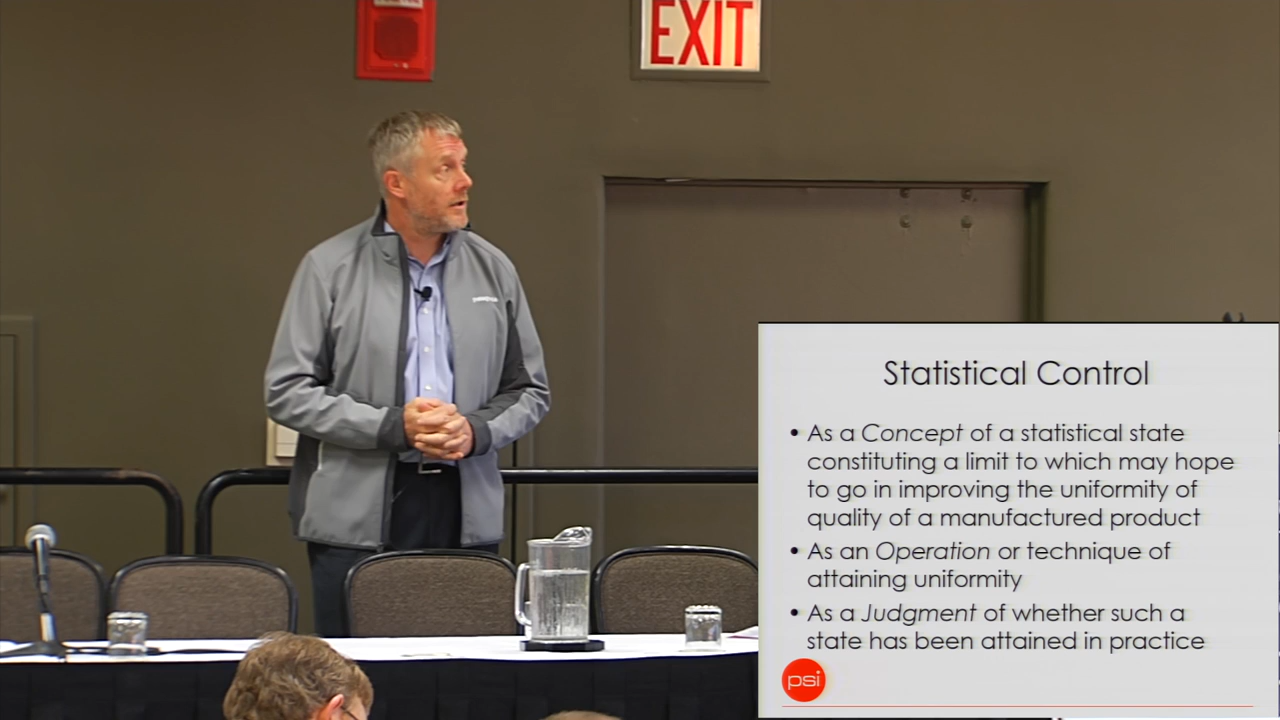 EXIT
Statistical Control
• As a Concept of a statistical state
constituting a limit to which may hope
to go in improving the uniformity of
quality of a manufactured product
• As an Operation or technique of
attaining uniformity
• As a Judgment of whether such a
state has been attained in practice
psi